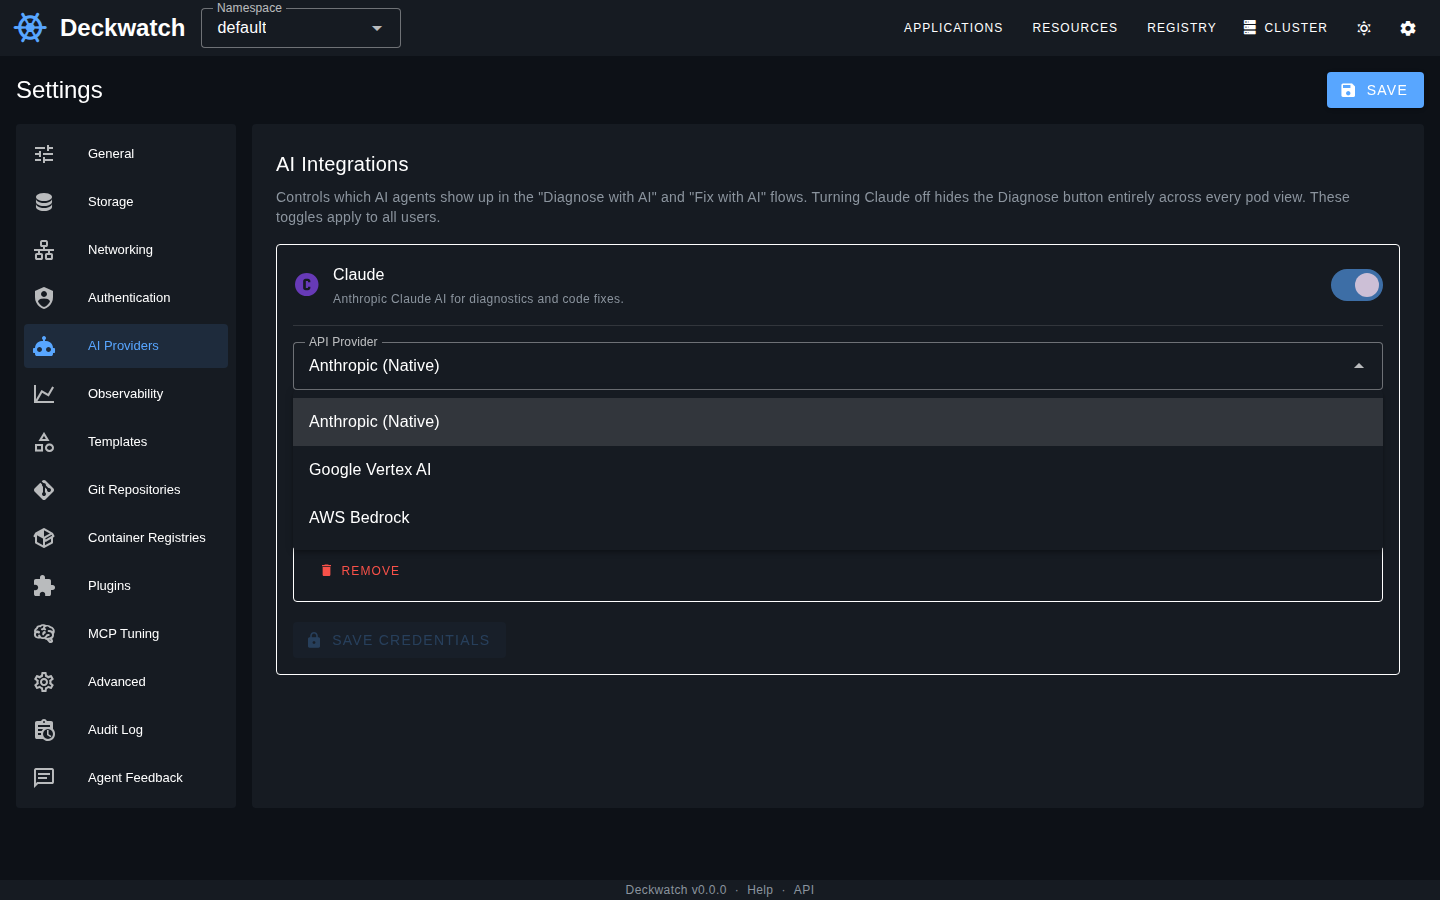 Deckwatch
Namespace
default
APPLICATIONS
RESOURCES
REGISTRY
CLUSTER
Settings
SAVE
General
Storage
Networking
Authentication
AI Providers
Observability
Templates
Git Repositories
Container Registries
Plugins
MCP Tuning
Advanced
Audit Log
Agent Feedback
AI Integrations
Controls which AI agents show up in the "Diagnose with AI" and "Fix with AI" flows. Turning Claude off hides the Diagnose button entirely across every pod view. These
toggles apply to all users.
C
Claude
Anthropic Claude AI for diagnostics and code fixes.
API Provider
Anthropic (Native)
Anthropic (Native)
Google Vertex AI
AWS Bedrock
REMOVE
SAVE CREDENTIALS
Deckwatch v0.0.0 · Help · API